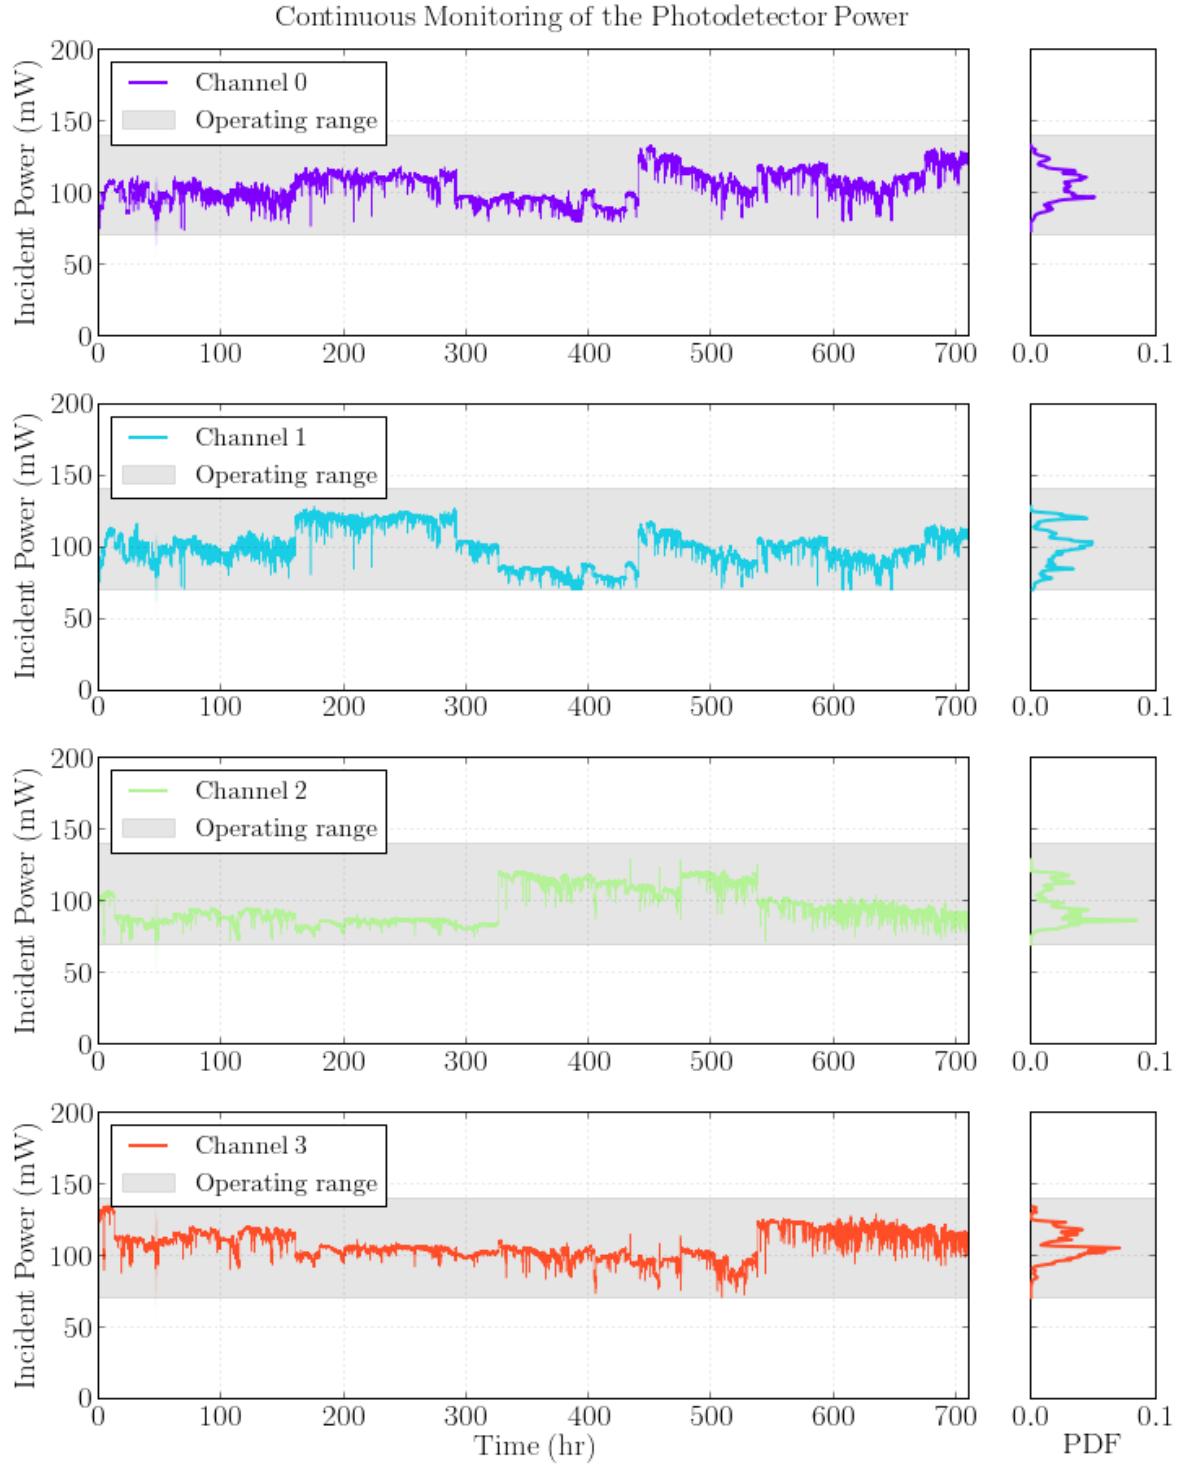 Continuous Monitoring of the Photodetector Power
Incident Power (mW)
200
150
100
50
0
Channel 0
Operating range
0 100 200 300 400 500 600 700
0.0 0.1
Incident Power (mW)
200
150
100
50
0
Channel 1
Operating range
0 100 200 300 400 500 600 700
0.0 0.1
Incident Power (mW)
200
150
100
50
0
Channel 2
Operating range
0 100 200 300 400 500 600 700
0.0 0.1
Incident Power (mW)
200
150
100
50
0
Channel 3
Operating range
0 100 200 300 400 500 600 700
0.0 0.1
Time (hr)
PDF